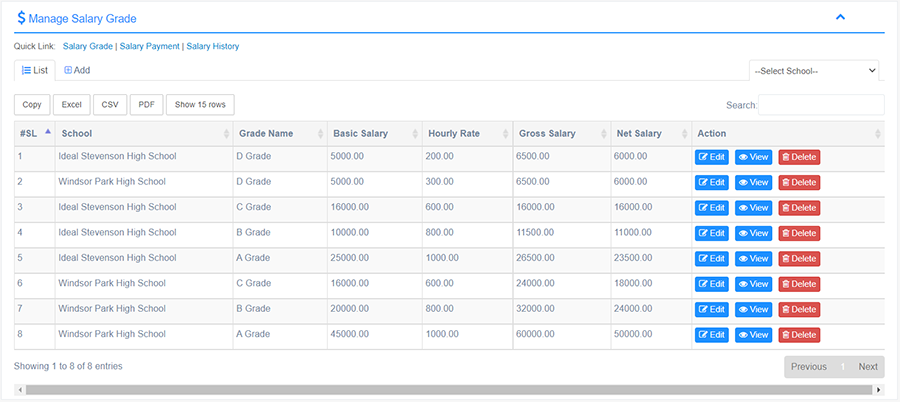 $ Manage Salary Grade
Quick Link: Salary Grade | Salary Payment | Salary History
List Add --Select School--
Copy Excel CSV PDF Show 15 rows Search:
#SL School Grade Name Basic Salary Hourly Rate Gross Salary Net Salary Action
1 Ideal Stevenson High School D Grade 5000.00 200.00 6500.00 6000.00 Edit View Delete
2 Windsor Park High School D Grade 5000.00 300.00 6500.00 6000.00 Edit View Delete
3 Ideal Stevenson High School C Grade 16000.00 600.00 16000.00 16000.00 Edit View Delete
4 Ideal Stevenson High School B Grade 10000.00 800.00 11500.00 11000.00 Edit View Delete
5 Ideal Stevenson High School A Grade 25000.00 1000.00 26500.00 23500.00 Edit View Delete
6 Windsor Park High School C Grade 16000.00 600.00 24000.00 18000.00 Edit View Delete
7 Windsor Park High School B Grade 20000.00 800.00 32000.00 24000.00 Edit View Delete
8 Windsor Park High School A Grade 45000.00 1000.00 60000.00 50000.00 Edit View Delete
Showing 1 to 8 of 8 entries Previous 1 Next